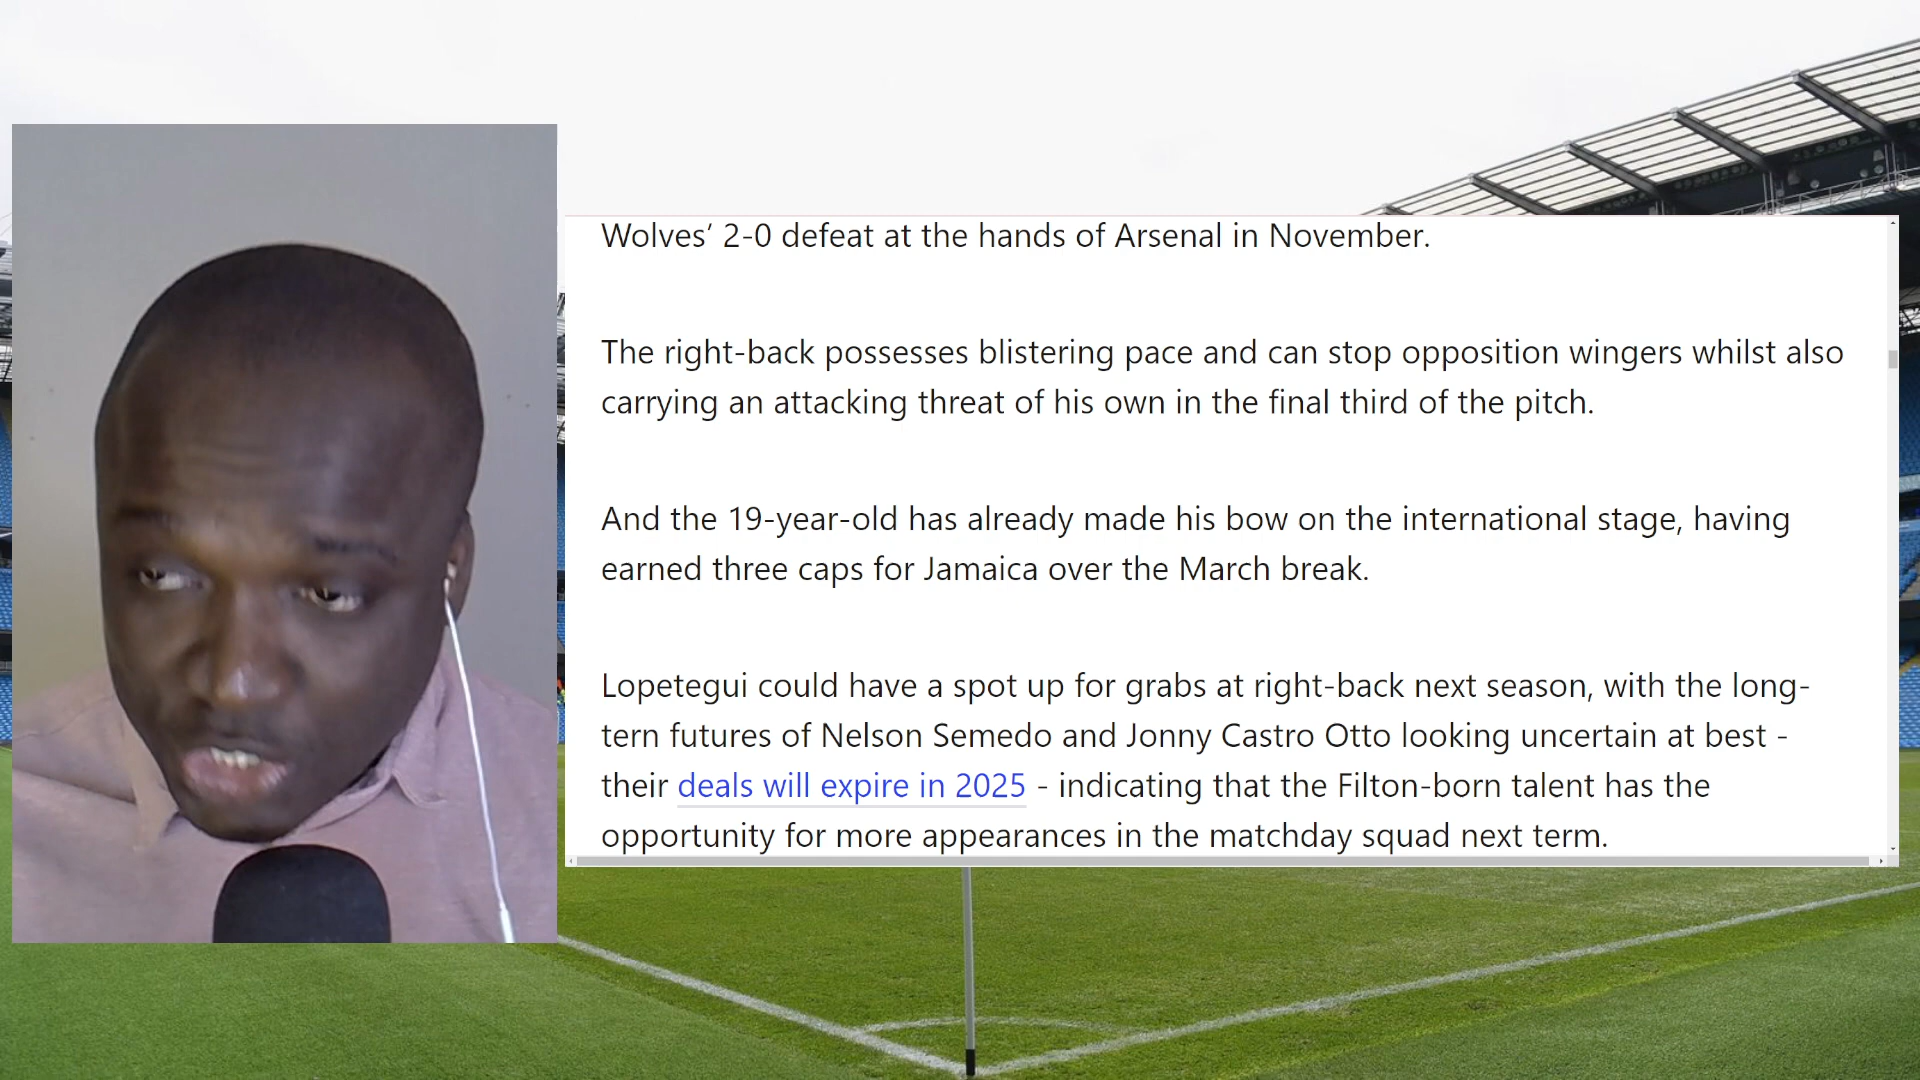 Wolves’ 2-0 defeat at the hands of Arsenal in November.
The right-back possesses blistering pace and can stop opposition wingers whilst also
carrying an attacking threat of his own in the final third of the pitch.
And the 19-year-old has already made his bow on the international stage, having
earned three caps for Jamaica over the March break.
Lopetegui could have a spot up for grabs at right-back next season, with the long-
tern futures of Nelson Semedo and Jonny Castro Otto looking uncertain at best -
their deals will expire in 2025 - indicating that the Filton-born talent has the
opportunity for more appearances in the matchday squad next term.